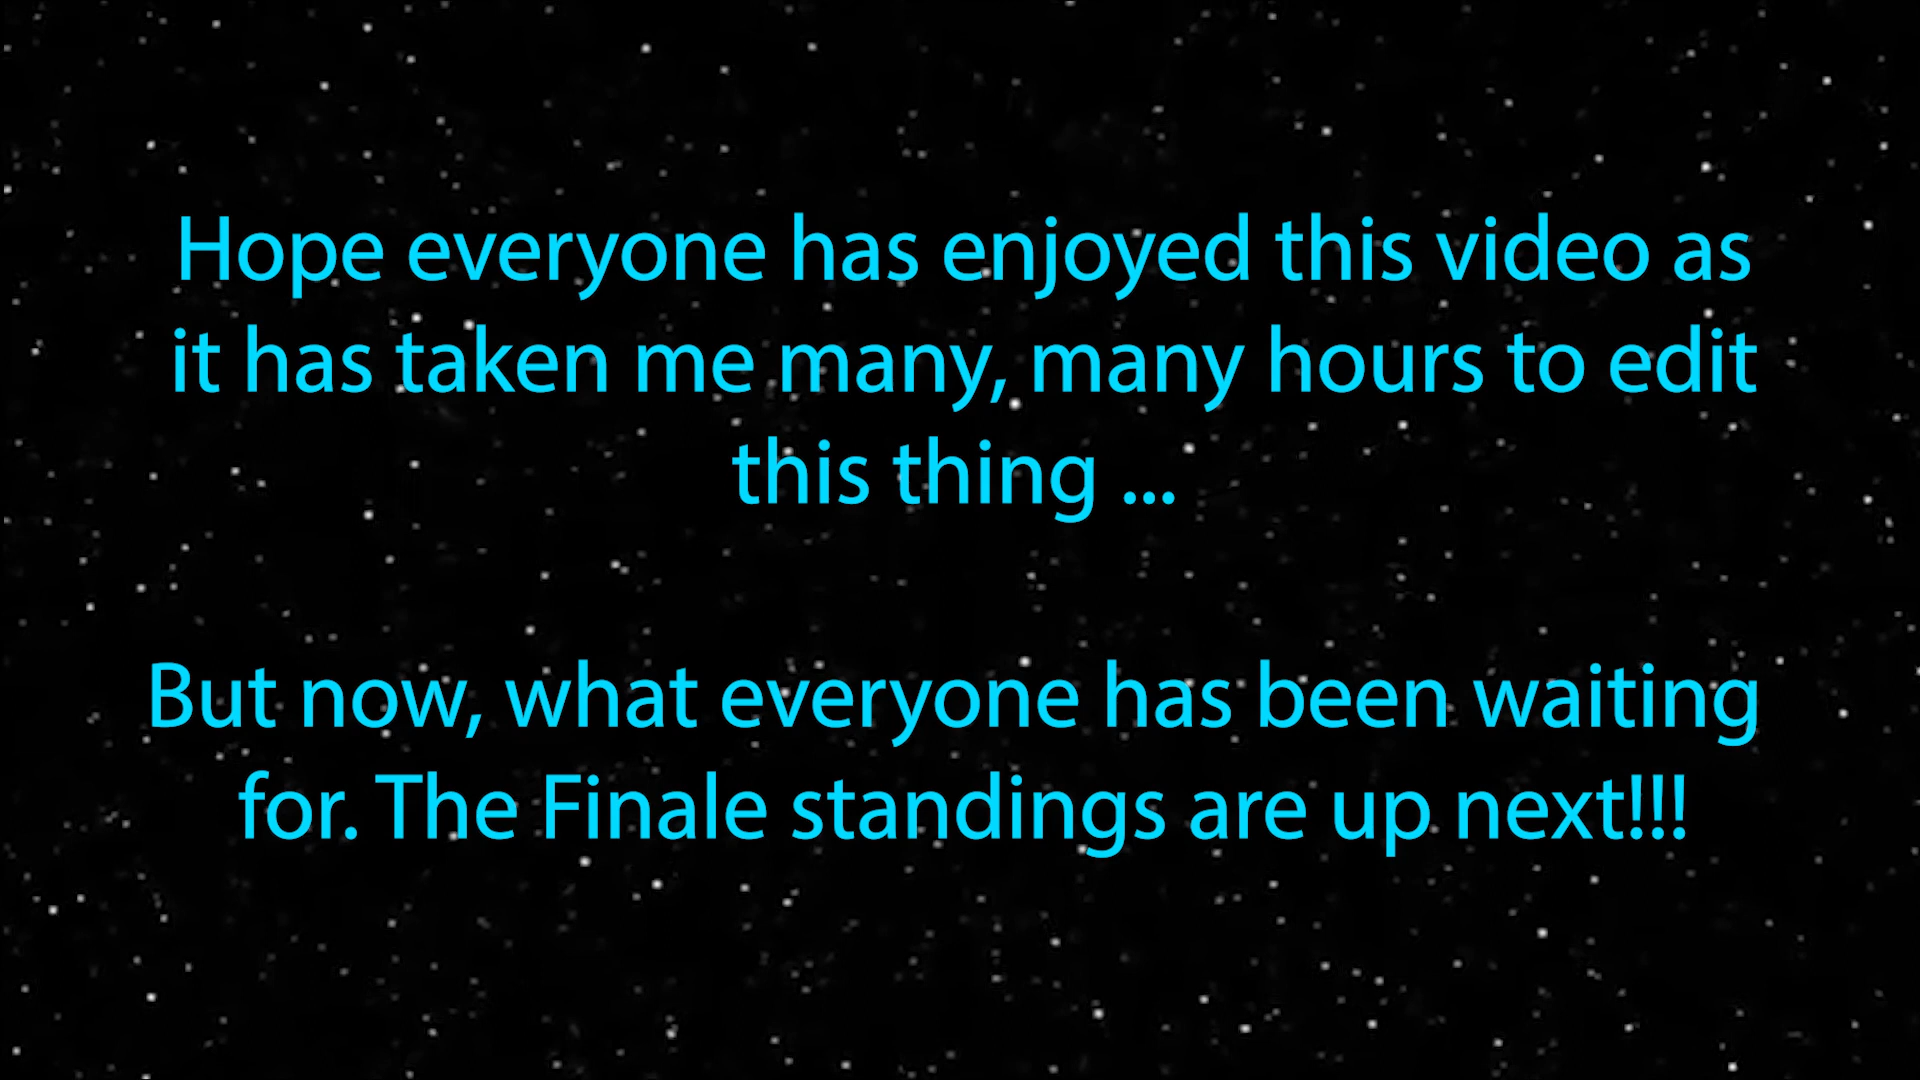 Hope everyone has enjoyed this video as
it has taken me many, many hours to edit
this thing ...
But now, what everyone has been waiting
for. The Finale standings are up next!!!